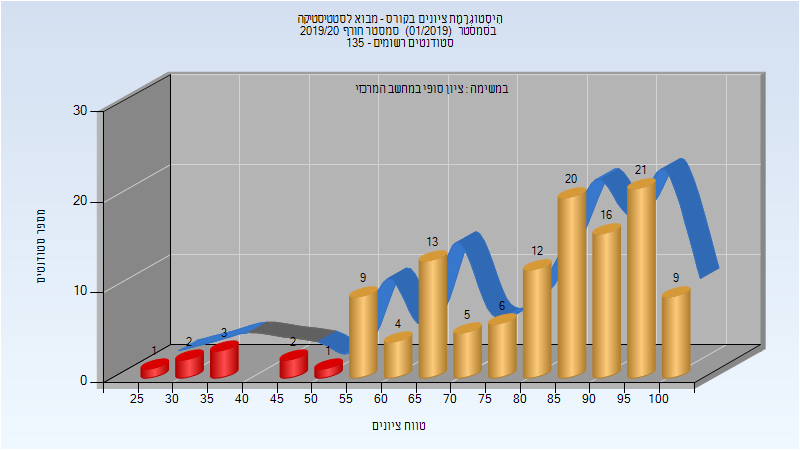 היסטוגרמת ציונים בקורס - מבוא לסטטיסטיקה
בסמסטר (01/2019) סמסטר חורף 2019/20
סטודנטים רשומים - 135
במשימה : ציון סופי במחשב המרכזי
מספר סטודנטים
30
20
10
0
1
2
3
2
1
9
4
13
5
6
12
20
16
21
9
25 30 35 40 45 50 55 60 65 70 75 80 85 90 95 100
טווח ציונים